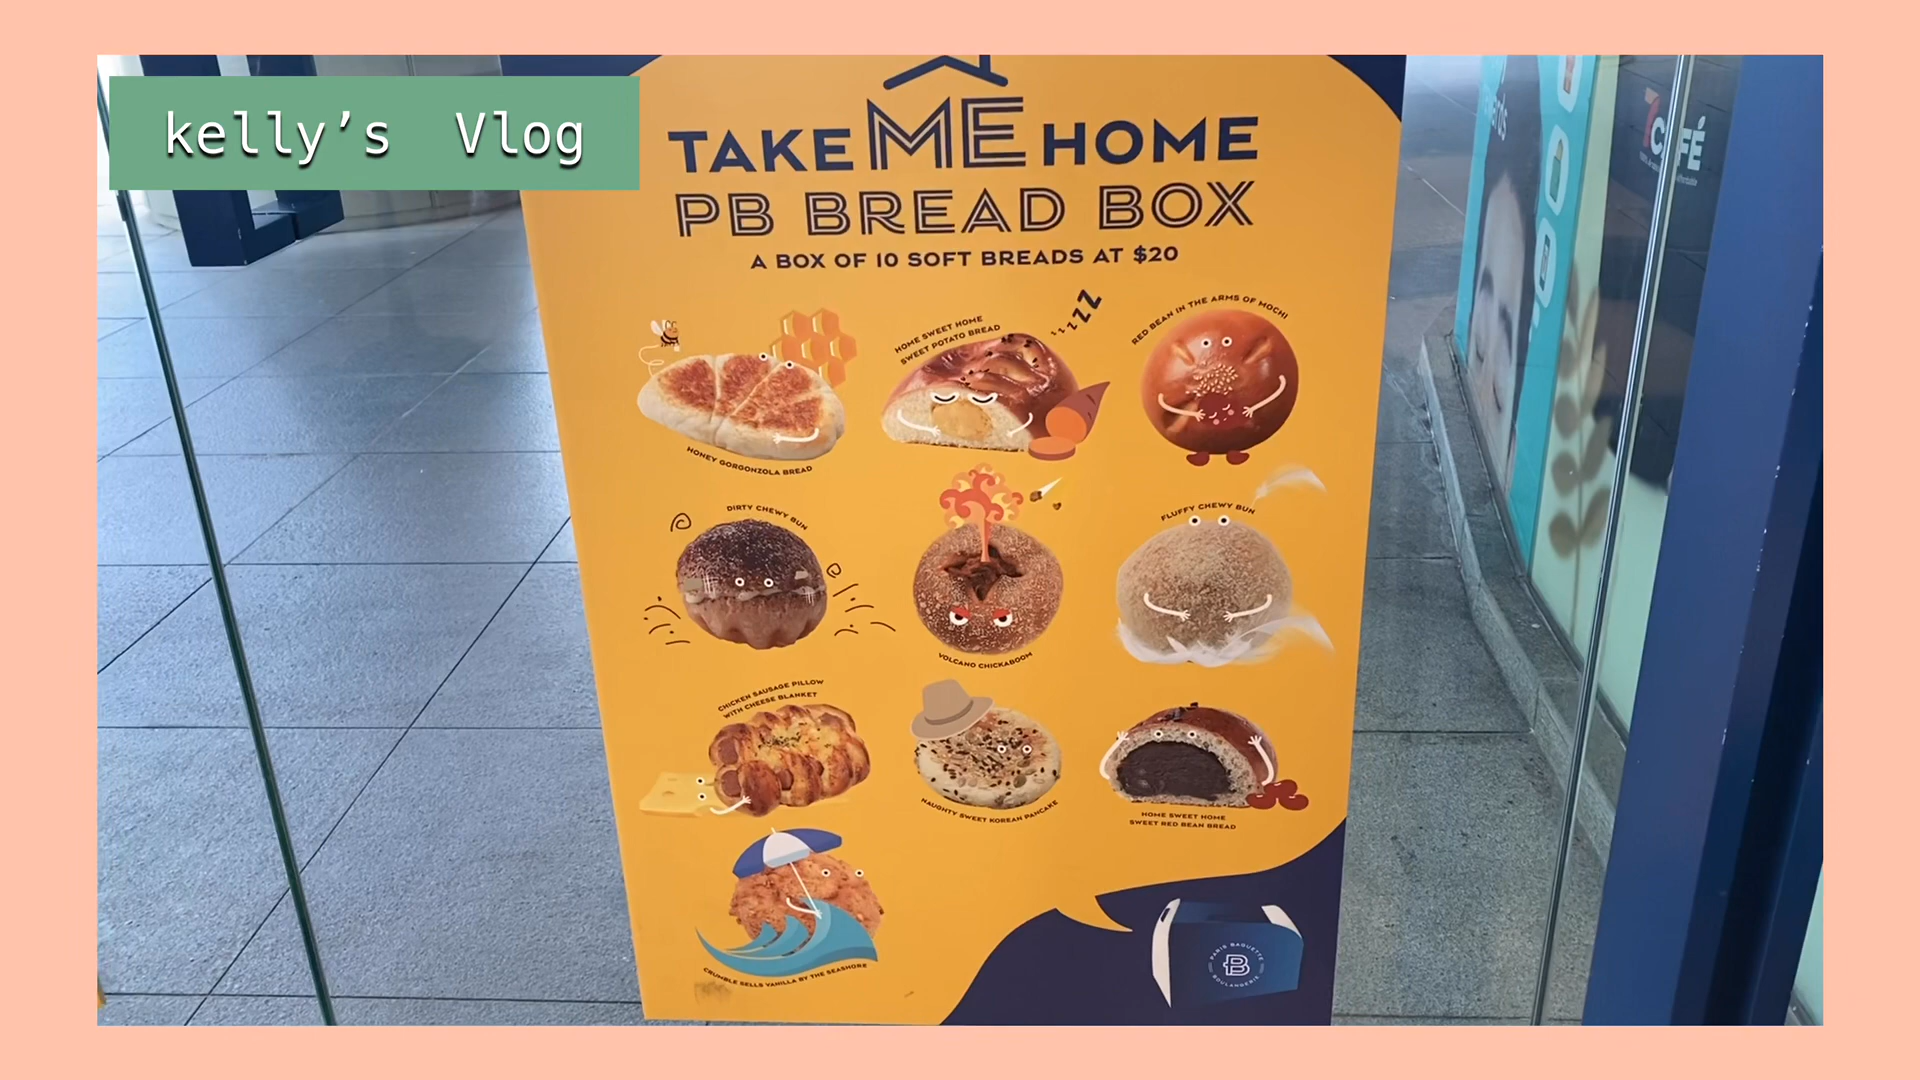 kelly’s Vlog
TAKE ME HOME
PB BREAD BOX
A BOX OF 10 SOFT BREADS AT $20
HONEY GORGONZOLA BREAD
HOME SWEET HOME
SWEET POTATO BREAD
zzzZZ
RED BEAN IN THE ARMS OF MOCHI
DIRTY CHEWY BUN
VOLCANO CHICKABOOM
FLUFFY CHEWY BUN
CHICKEN SAUSAGE PILLOW
WITH CHEESE BLANKET
NAUGHTY SWEET KOREAN PANCAKE
HOME SWEET HOME
SWEET RED BEAN BREAD
CRUMBLE SELLS VANILLA BY THE SEASHORE
PARIS BAGUETTE
B
BOULANGERIE
7CAFÉ